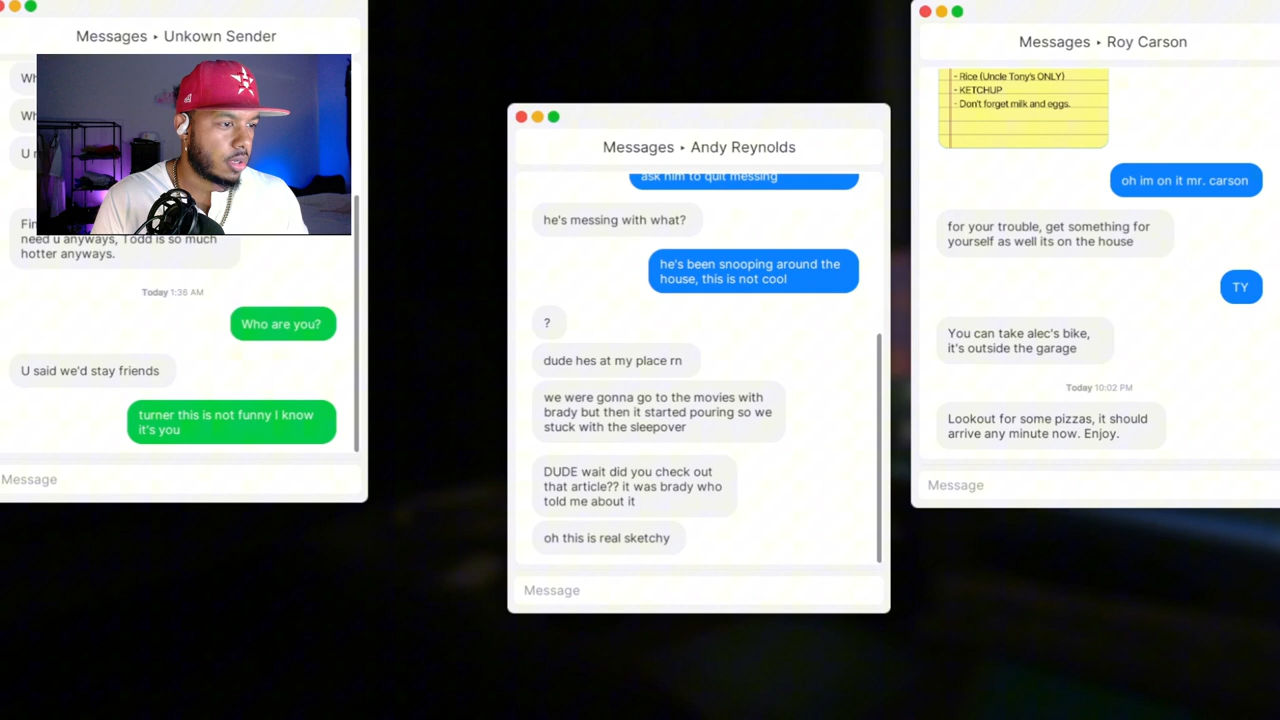 Messages ▸ Unkown Sender
Wh
Wh
U r
Fin
need u anyways, Todd is so much
hotter anyways.
Today 1:36 AM
Who are you?
U said we'd stay friends
turner this is not funny I know
it's you
Message
Messages ▸ Andy Reynolds
ask him to quit messing
he's messing with what?
he's been snooping around the
house, this is not cool
?
dude hes at my place rn
we were gonna go to the movies with
brady but then it started pouring so we
stuck with the sleepover
DUDE wait did you check out
that article?? it was brady who
told me about it
oh this is real sketchy
Message
Messages ▸ Roy Carson
- Rice (Uncle Tony's ONLY)
- KETCHUP
- Don't forget milk and eggs.
oh im on it mr. carson
for your trouble, get something for
yourself as well its on the house
TY
You can take alec's bike,
it's outside the garage
Today 10:02 PM
Lookout for some pizzas, it should
arrive any minute now. Enjoy.
Message